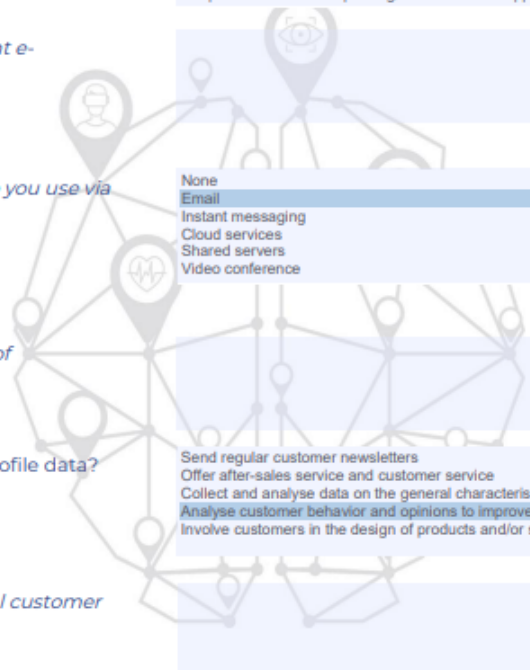 t e-
you use via
None
Email
Instant messaging
Cloud services
Shared servers
Video conference
of
ofile data?
Send regular customer newsletters
Offer after-sales service and customer service
Collect and analyse data on the general characteris
Analyse customer behavior and opinions to improve
Involve customers in the design of products and/or
l customer